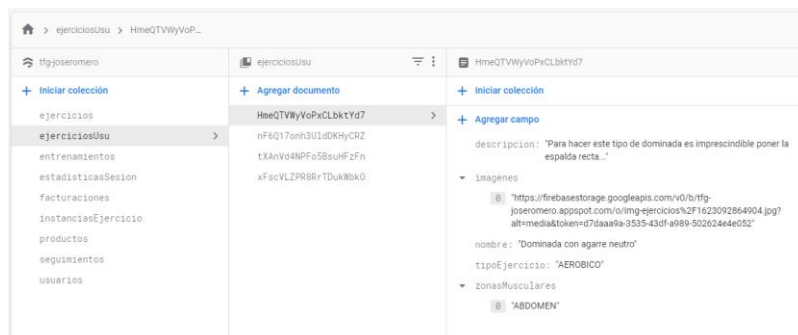 ejerciciosUsu > HmeQTVWyVoP...
tfg-joseromero
ejerciciosUsu
HmeQTVWyVoPxCLbktYd7
+ Iniciar colección
+ Agregar documento
+ Iniciar colección
ejercicios
ejerciciosUsu
entrenamientos
estadisticasSesion
facturaciones
instanciasEjercicio
productos
seguimientos
usuarios
HmeQTVWyVoPxCLbktYd7
nF6Q17onh3UldDKHyCRZ
tXAnVd4NPFo5BsuHFzFn
xFscVLZPR8RrTDukWbkO
+ Agregar campo
descripcion: "Para hacer este tipo de dominada es imprescindible poner la
espalda recta..."
imagenes
0 "https://firebasestorage.googleapis.com/v0/b/tfg-
joseromero.appspot.com/o/img-ejercicios%2F1623092864904.jpg?
alt=media&token=d7daaa9a-3535-43df-a989-502624e4e052"
nombre: "Dominada con agarre neutro"
tipoEjercicio: "AEROBICO"
zonasMusculares
0 "ABDOMEN"